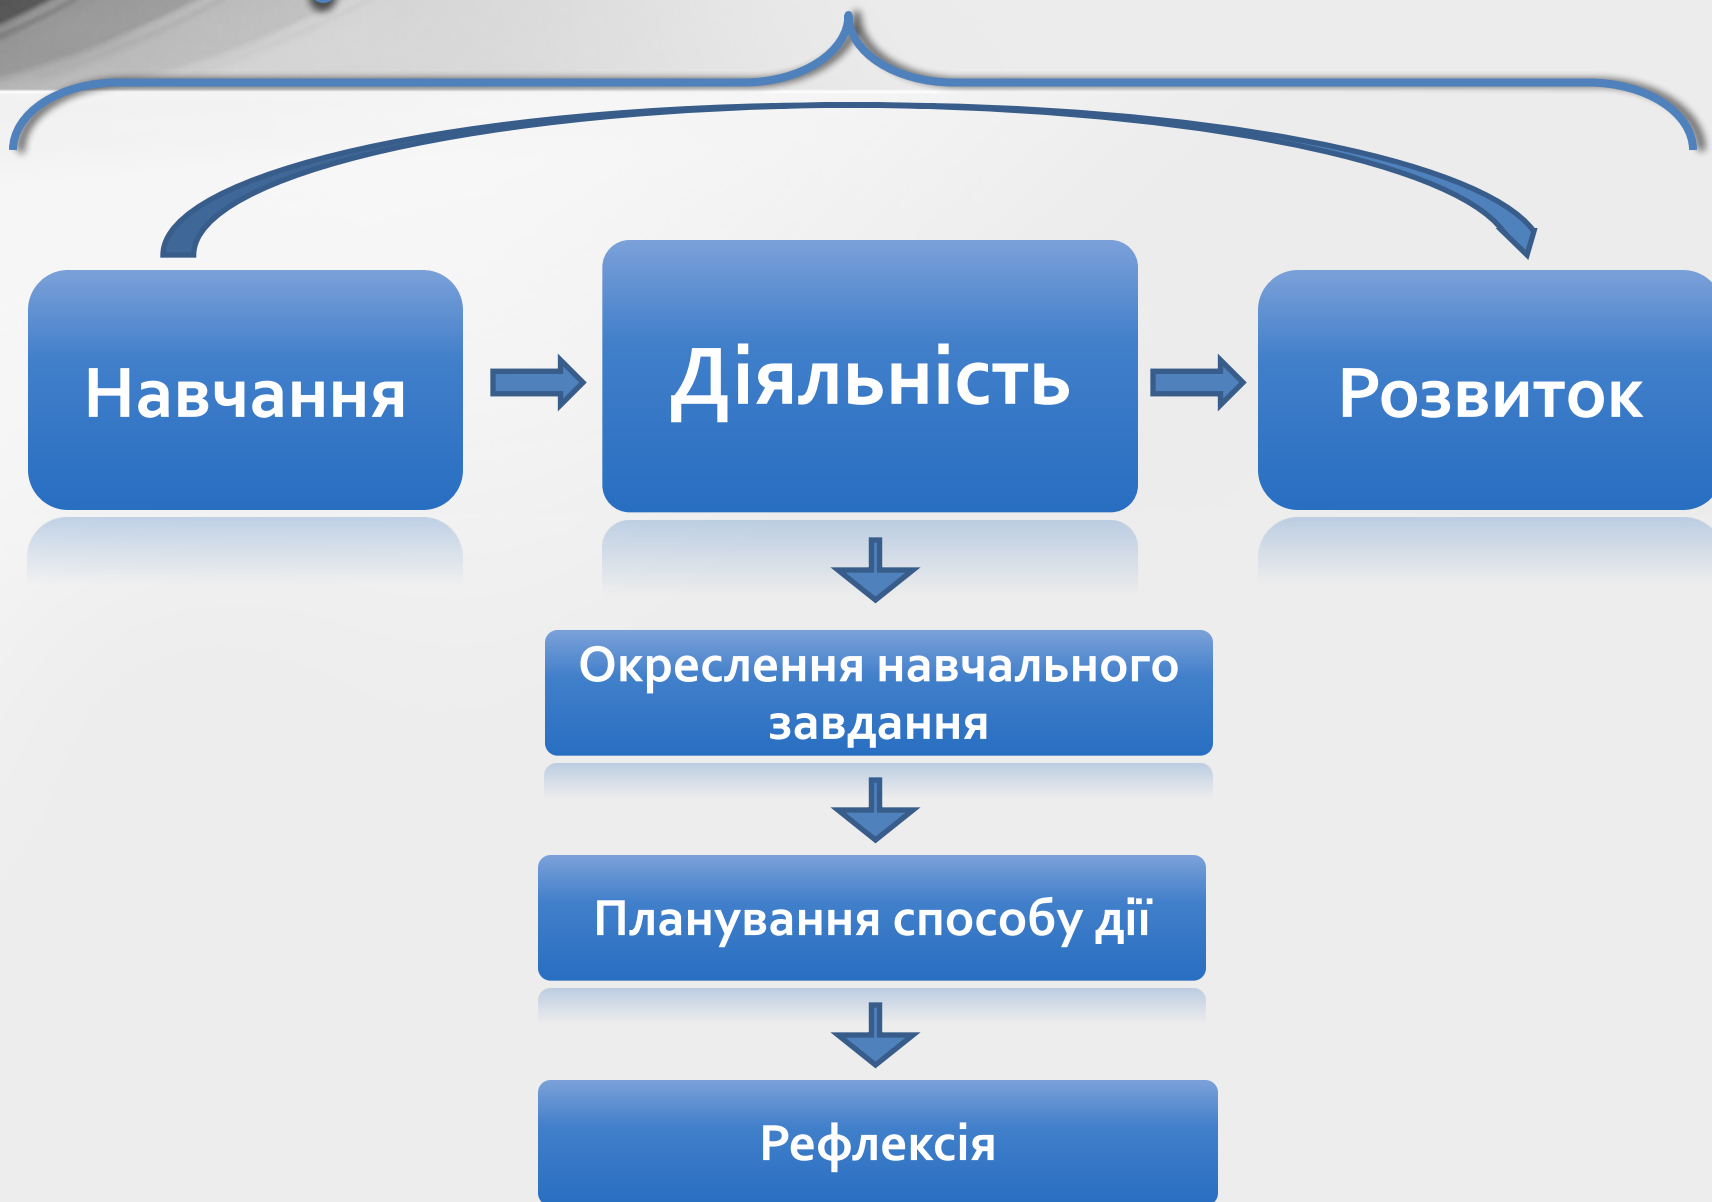 Навчання
Діяльність
Розвиток
Окреслення навчального
завдання
Планування способу дії
Рефлексія